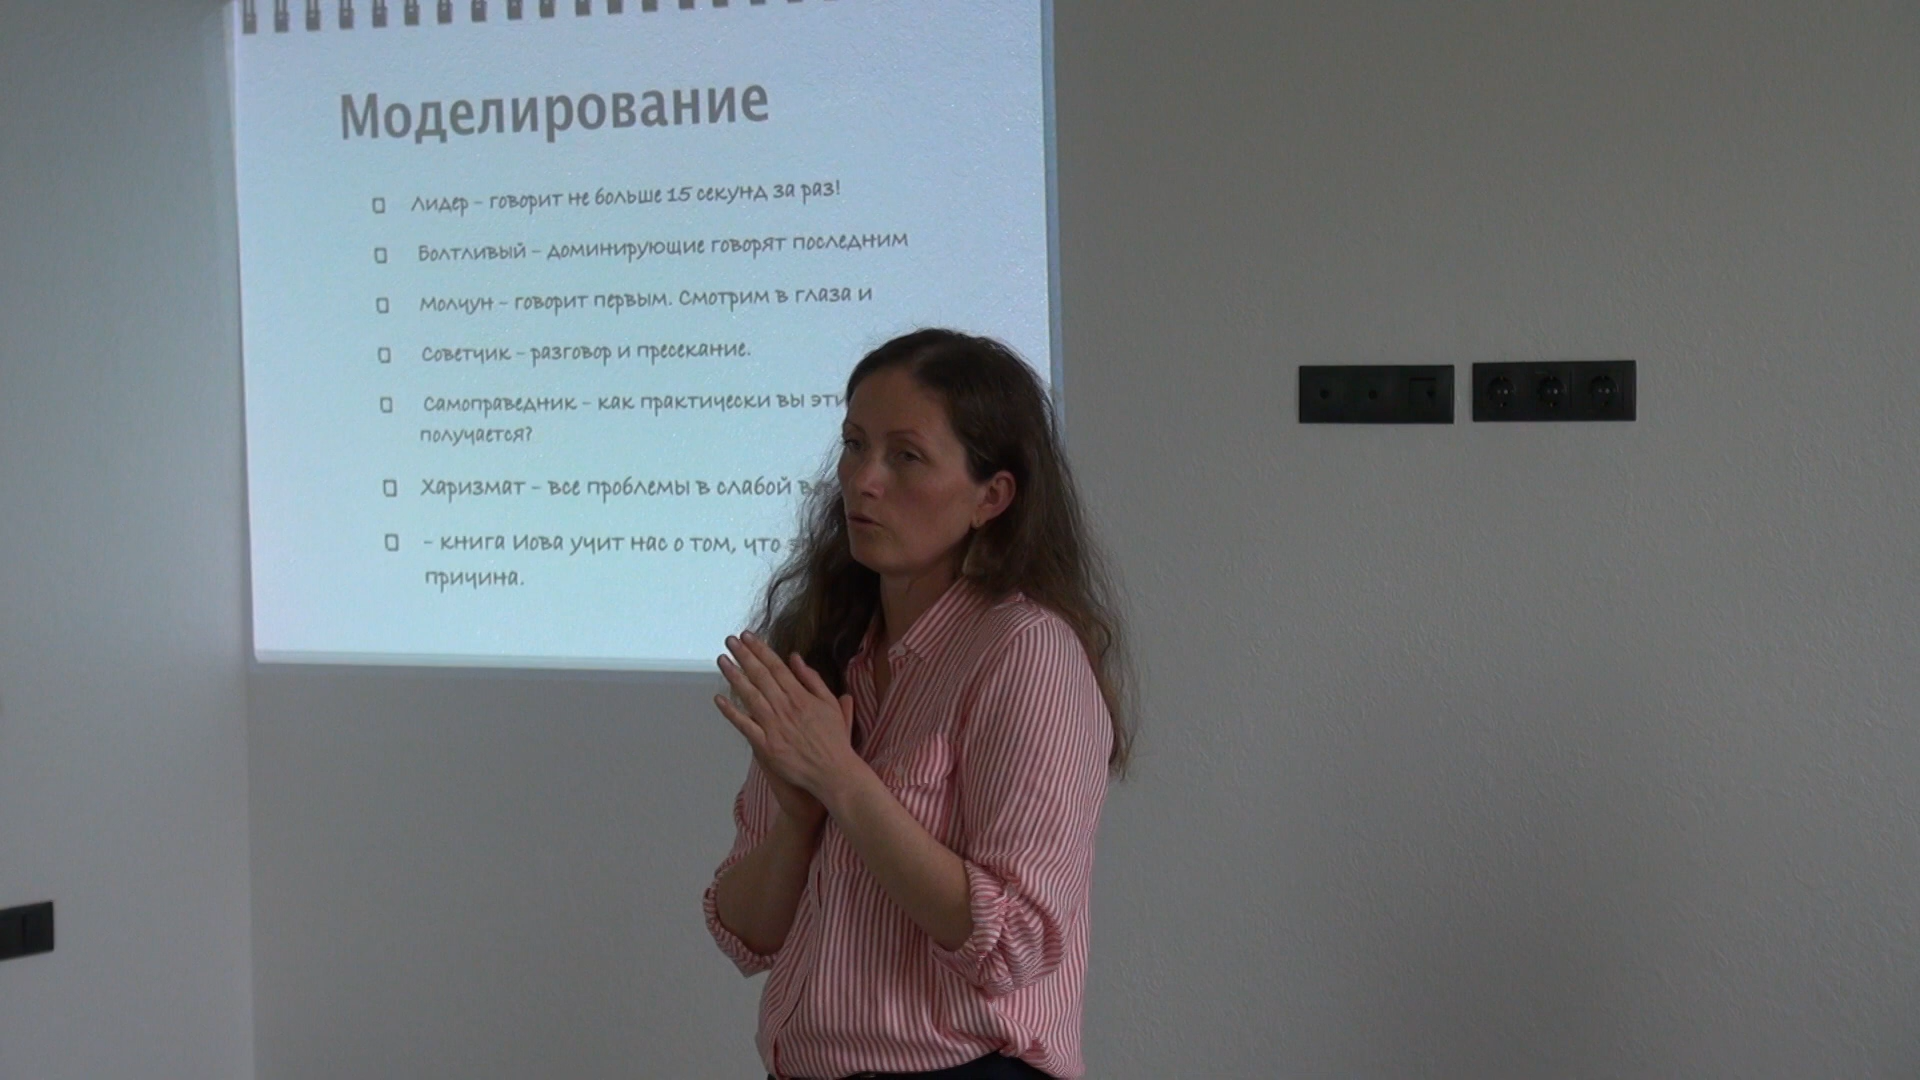 Моделирование
Лидер – говорит не больше 15 секунд за раз!
Болтливый – доминирующие говорят последним
Молчун – говорит первым. Смотрим в глаза и
Советчик – разговор и пресекание.
Самоправедник – как практически вы
получается?
Харизмат – все проблемы в слабой
– книга Иова учит нас о том, что
причина.